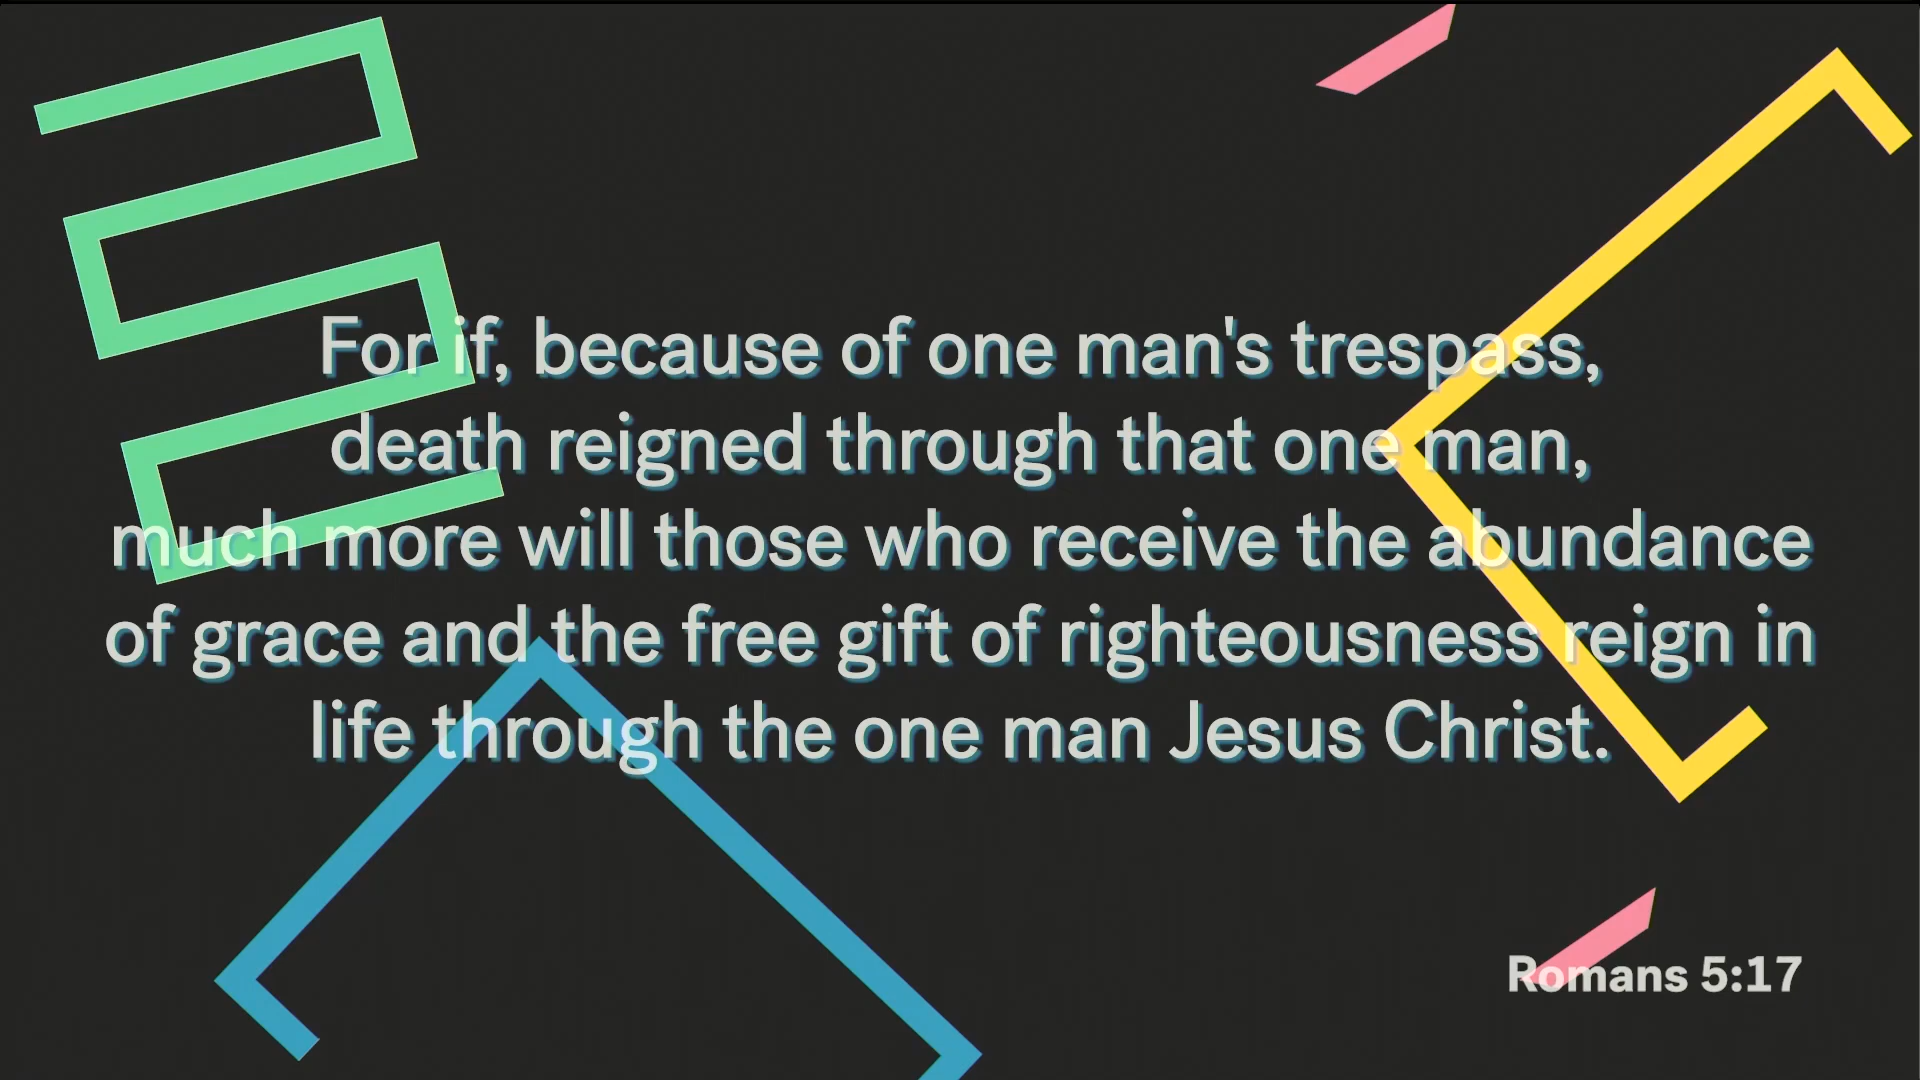 For if, because of one man's trespass,
death reigned through that one man,
much more will those who receive the abundance
of grace and the free gift of righteousness reign in
life through the one man Jesus Christ.
Romans 5:17